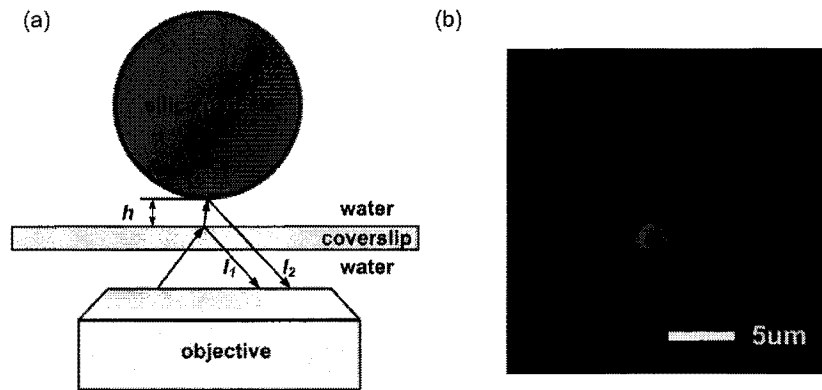 (a)
(b)
h
water
coverslip
water
I₁
I₂
objective
5um